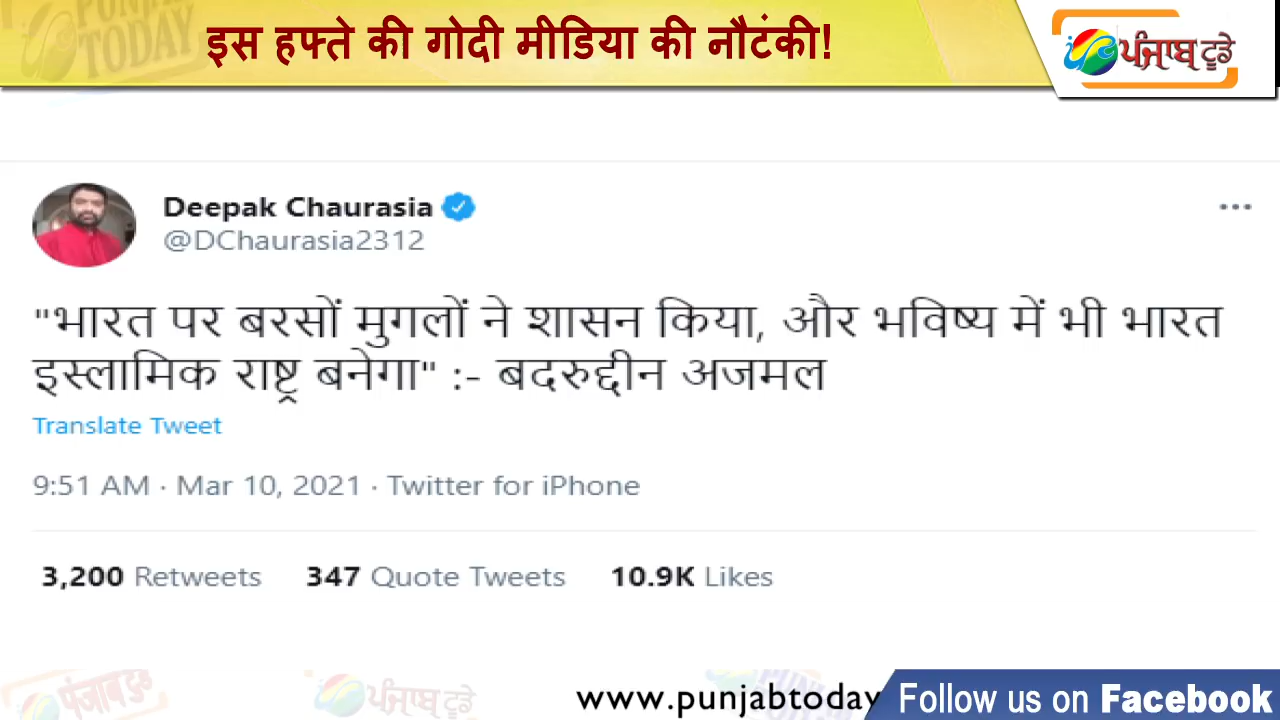 इस हफ्ते की गोदी मीडिया की नौटंकी!
ਪੰਜਾਬ ਟੂਡੇ
Deepak Chaurasia
@DChaurasia2312
"भारत पर बरसों मुगलों ने शासन किया, और भविष्य में भी भारत
इस्लामिक राष्ट्र बनेगा" :- बदरुद्दीन अजमल
Translate Tweet
9:51 AM · Mar 10, 2021 · Twitter for iPhone
3,200 Retweets 347 Quote Tweets 10.9K Likes
www.punjabtoday
Follow us on Facebook